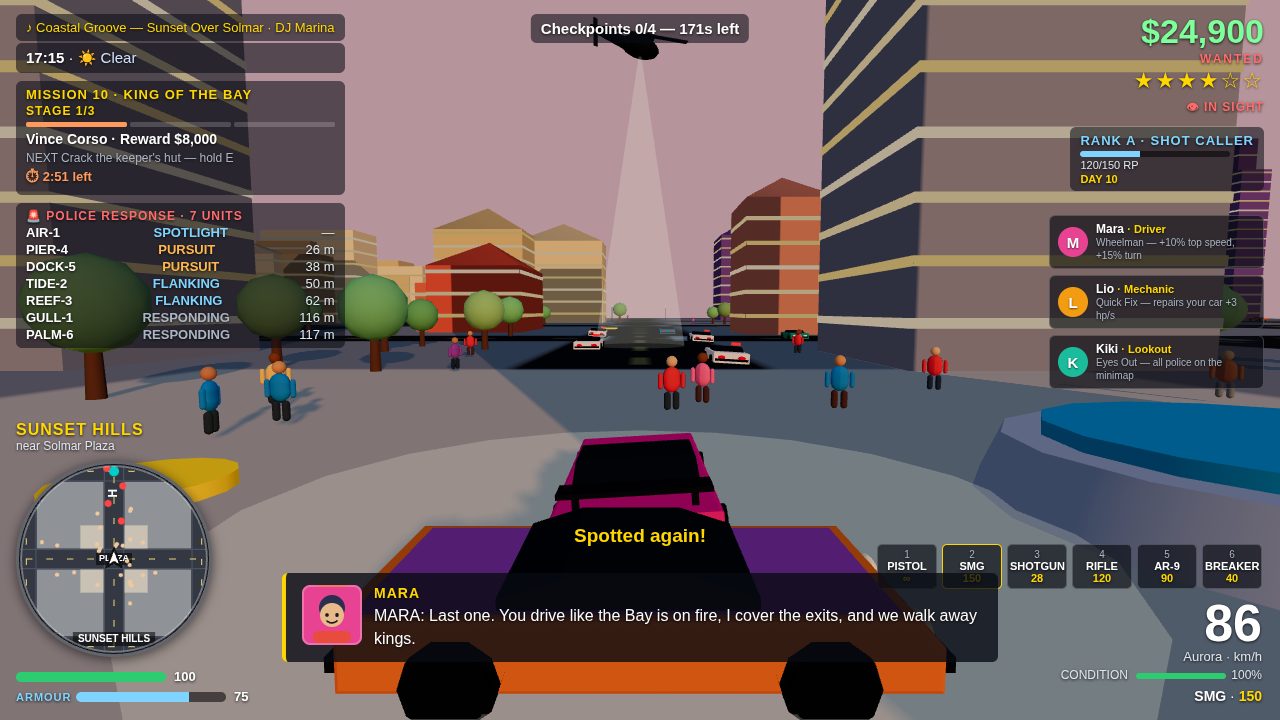 ♪ Coastal Groove — Sunset Over Solmar · DJ Marina
17:15 · ☀️ Clear
MISSION 10 · KING OF THE BAY
STAGE 1/3
Vince Corso · Reward $8,000
NEXT Crack the keeper's hut — hold E
⏱ 2:51 left
🚨 POLICE RESPONSE · 7 UNITS
AIR-1 SPOTLIGHT —
PIER-4 PURSUIT 26 m
DOCK-5 PURSUIT 38 m
TIDE-2 FLANKING 50 m
REEF-3 FLANKING 62 m
GULL-1 RESPONDING 116 m
PALM-6 RESPONDING 117 m
Checkpoints 0/4 — 171s left
$24,900
WANTED
★★★★☆☆
👁 IN SIGHT
RANK A · SHOT CALLER
120/150 RP
DAY 10
M
Mara · Driver
Wheelman — +10% top speed,
+15% turn
L
Lio · Mechanic
Quick Fix — repairs your car +3
hp/s
K
Kiki · Lookout
Eyes Out — all police on the
minimap
SUNSET HILLS
near Solmar Plaza
H
PLAZA
SUNSET HILLS
100
ARMOUR 75
Spotted again!
MARA
MARA: Last one. You drive like the Bay is on fire, I cover the exits, and we walk away
kings.
1 PISTOL ∞
2 SMG 150
3 SHOTGUN 28
4 RIFLE 120
5 AR-9 90
6 BREAKER 40
86
Aurora · km/h
CONDITION 100%
SMG · 150